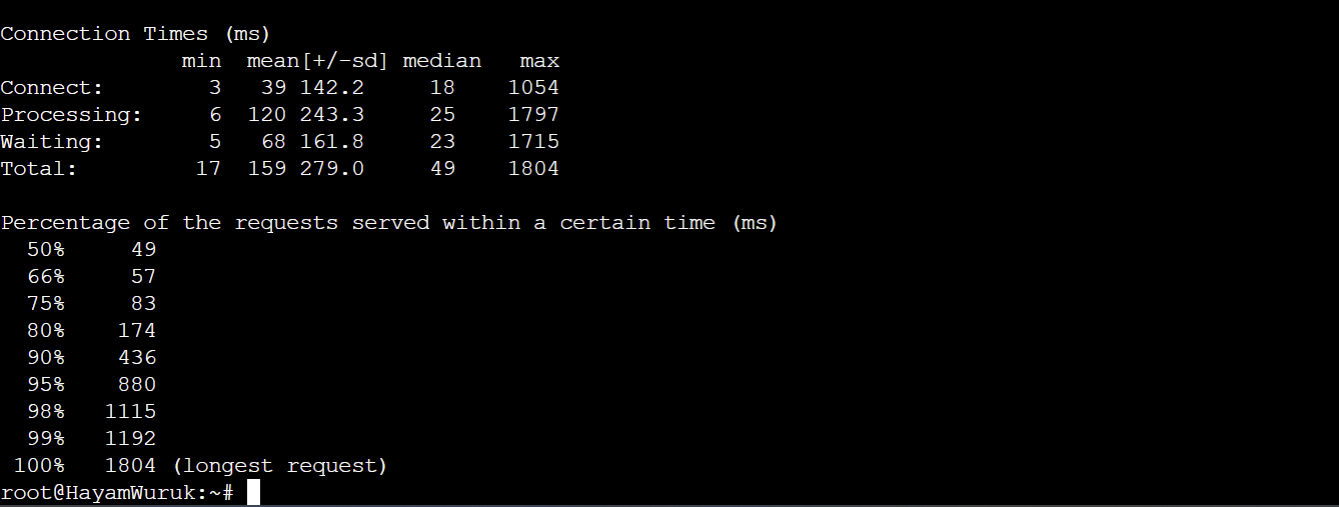 Connection Times (ms)
              min  mean[+/-sd] median   max
Connect:        3   39 142.2     18    1054
Processing:     6  120 243.3     25    1797
Waiting:        5   68 161.8     23    1715
Total:         17  159 279.0     49    1804

Percentage of the requests served within a certain time (ms)
  50%     49
  66%     57
  75%     83
  80%    174
  90%    436
  95%    880
  98%   1115
  99%   1192
 100%   1804 (longest request)
root@HayamWuruk:~#